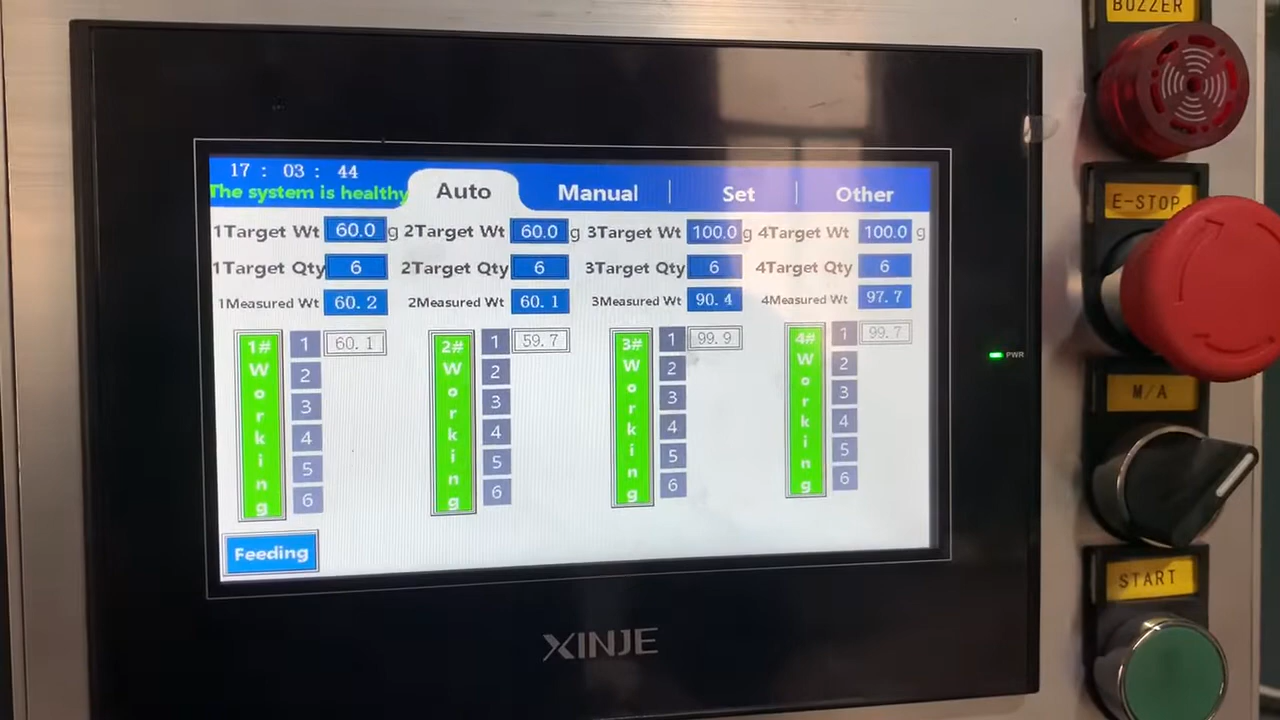 BUZZER
17 : 03 : 44
The system is healthy
Auto
Manual
Set
Other
1Target Wt 60.0 g 2Target Wt 60.0 g 3Target Wt 100.0 g 4Target Wt 100.0 g
1Target Qty 6 2Target Qty 6 3Target Qty 6 4Target Qty 6
1Measured Wt 60.2 2Measured Wt 60.1 3Measured Wt 90.4 4Measured Wt 97.7
1# Working
1 60.1
2
3
4
5
6
2# Working
1 59.7
2
3
4
5
6
3# Working
1 99.9
2
3
4
5
6
4# Working
1 99.7
2
3
4
5
6
Feeding
XINJE
PWR
E-STOP
M/A
START